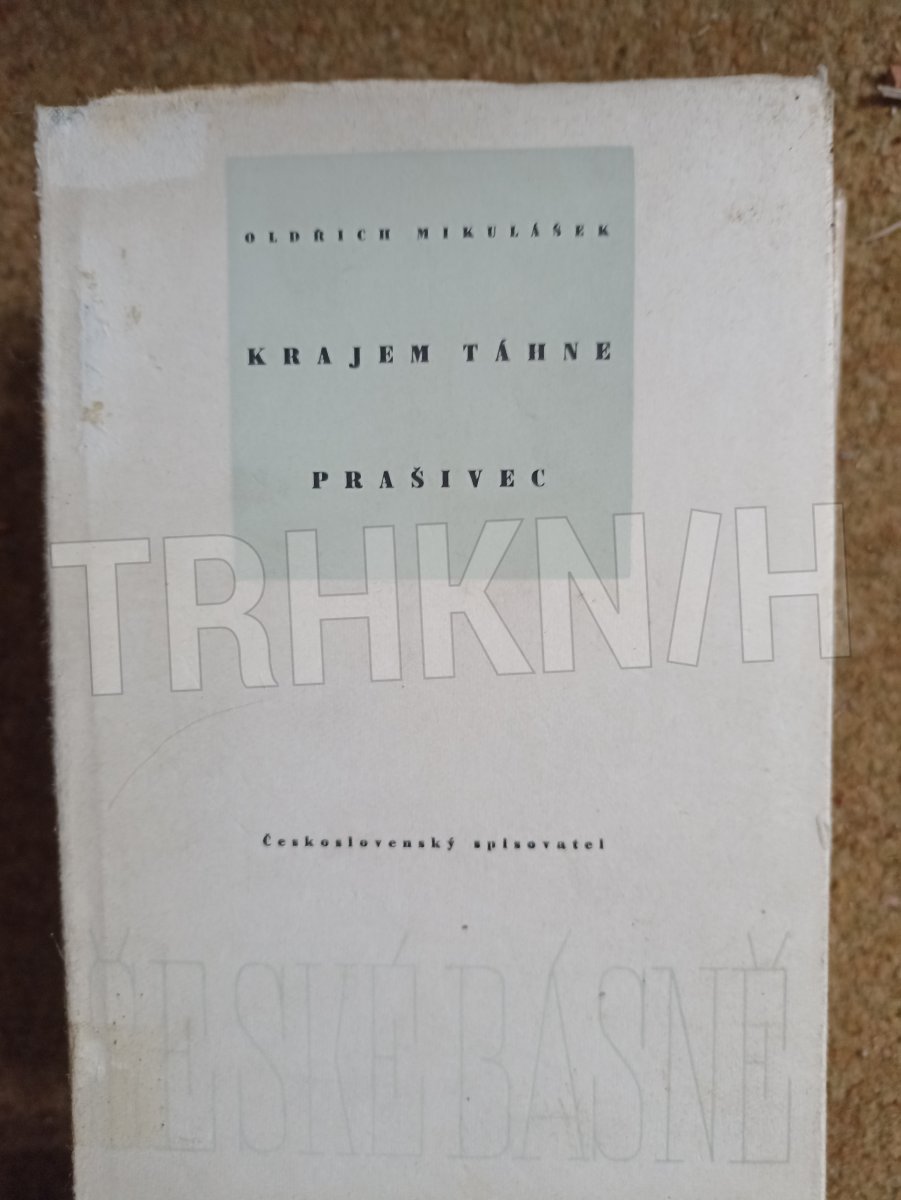 OLDŘICH MIKULÁŠEK
KRAJEM TÁHNE
PRAŠIVEC
TRHKNIH
Československý spisovatel
ČESKÉ BÁSNĚ